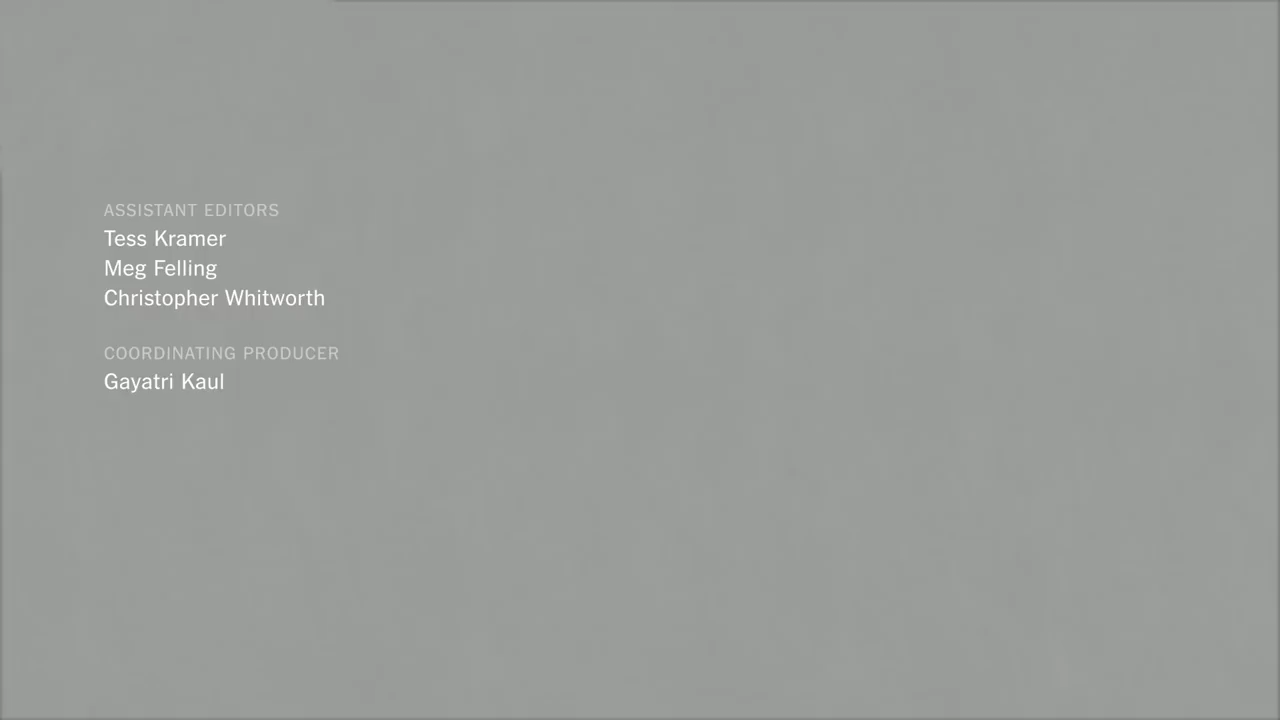 ASSISTANT EDITORS
Tess Kramer
Meg Felling
Christopher Whitworth
COORDINATING PRODUCER
Gayatri Kaul